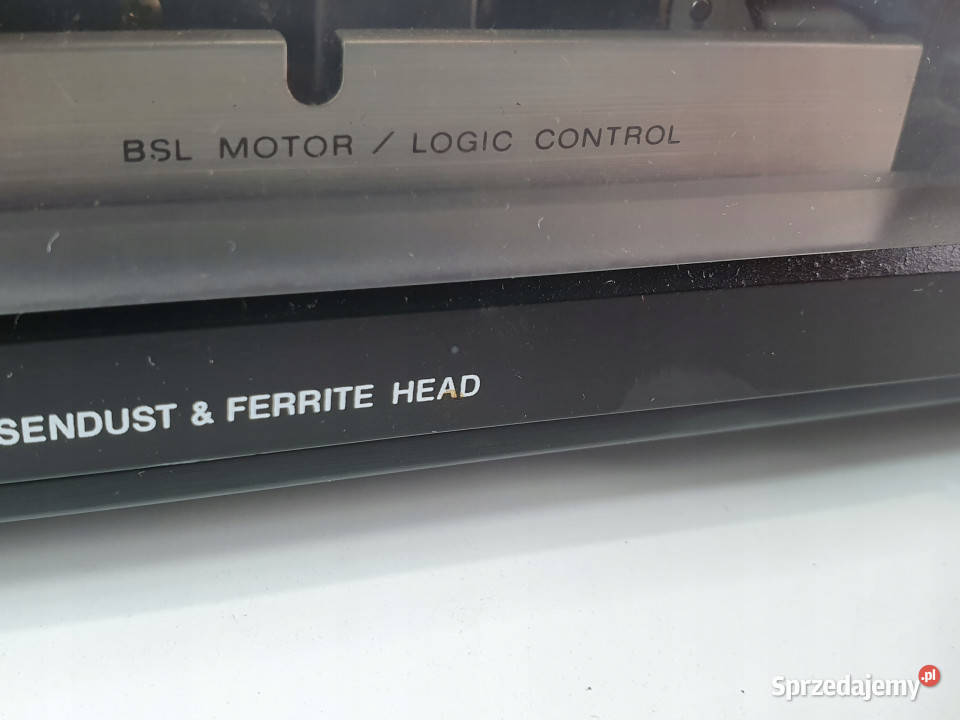 BSL MOTOR / LOGIC CONTROL
SENDUST & FERRITE HEAD
Sprzedajemy.pl